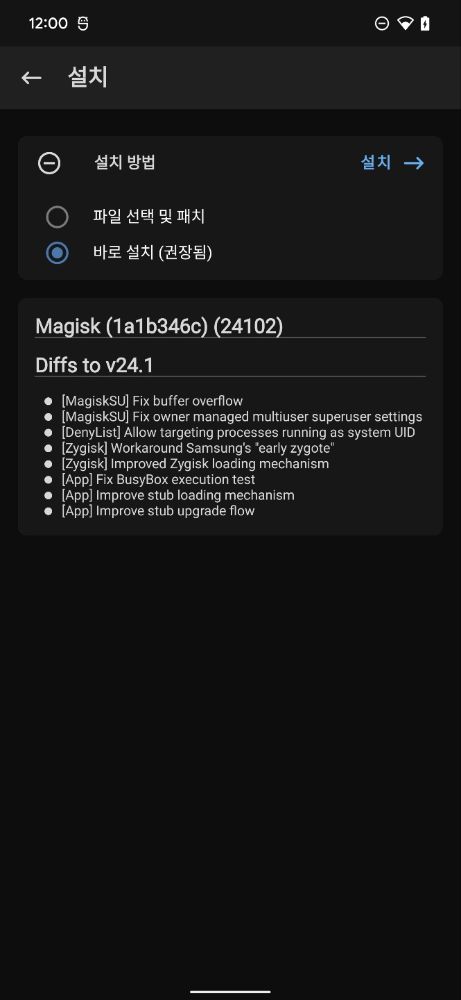 12:00
설치
설치 방법
설치
파일 선택 및 패치
바로 설치 (권장됨)
Magisk (1a1b346c) (24102)
Diffs to v24.1
[MagiskSU] Fix buffer overflow
[MagiskSU] Fix owner managed multiuser superuser settings
[DenyList] Allow targeting processes running as system UID
[Zygisk] Workaround Samsung's "early zygote"
[Zygisk] Improved Zygisk loading mechanism
[App] Fix BusyBox execution test
[App] Improve stub loading mechanism
[App] Improve stub upgrade flow